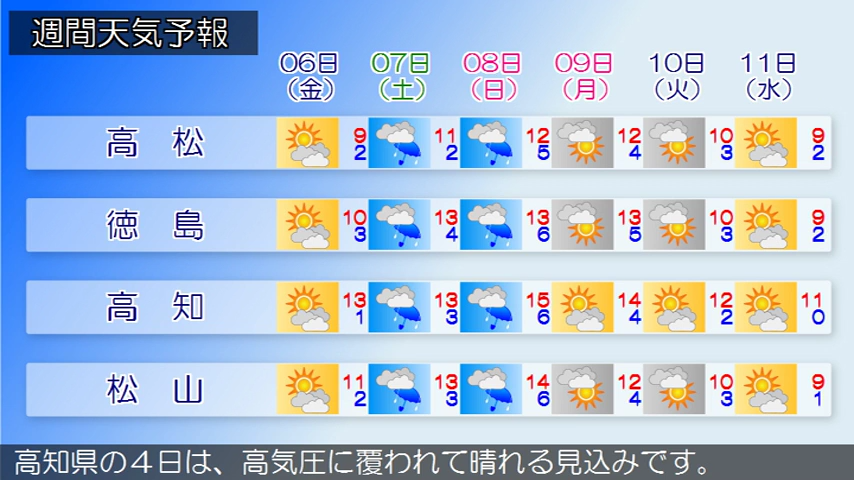 週間天気予報
06日 07日 08日 09日 10日 11日
(金) (土) (日) (月) (火) (水)
高松 9 11 12 12 10 9
2 2 5 4 3 2
徳島 10 13 13 13 10 9
3 4 6 5 3 2
高知 13 13 15 14 12 11
1 3 6 4 2 0
松山 11 13 14 12 10 9
2 3 6 4 3 1
高知県の4日は、高気圧に覆われて晴れる見込みです。